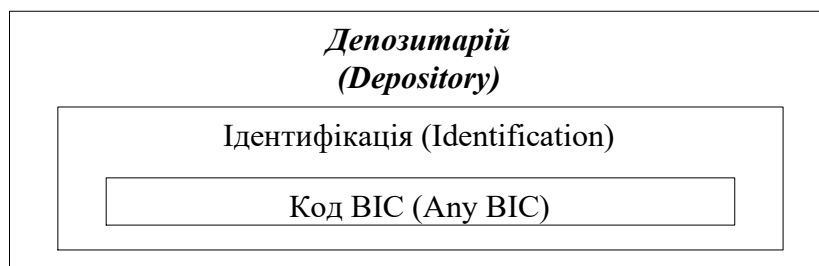 Депозитарій
(Depository)
Ідентифікація (Identification)
Код BIC (Any BIC)